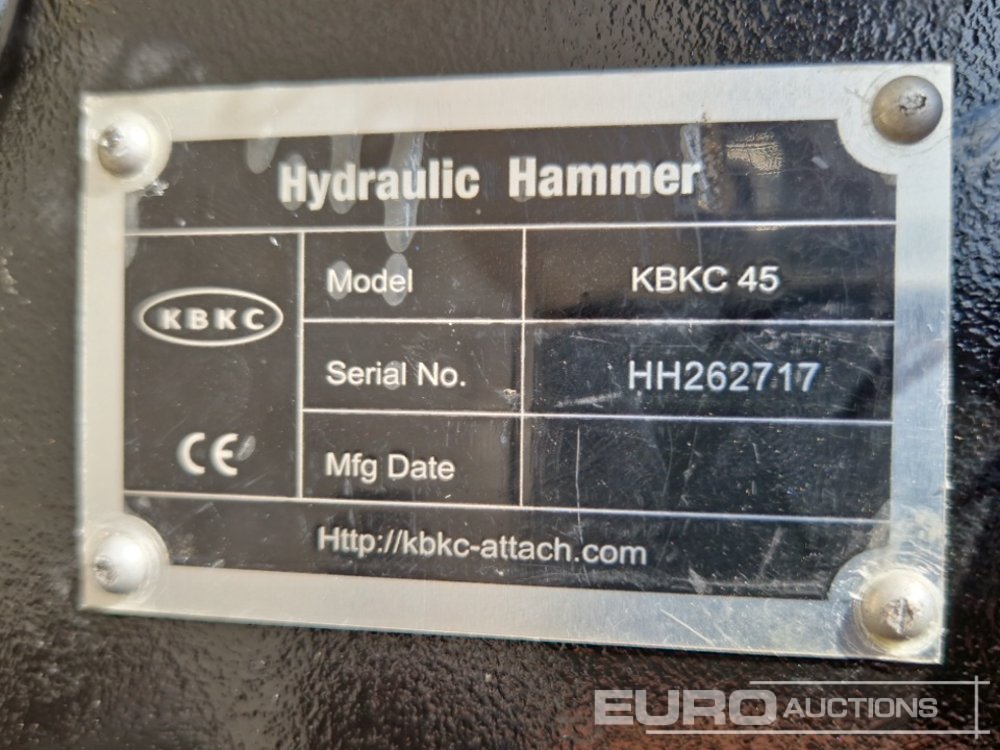 Hydraulic Hammer
KBKC
CE
Model KBKC 45
Serial No. HH262717
Mfg Date
Http://kbkc-attach.com
EURO AUCTIONS